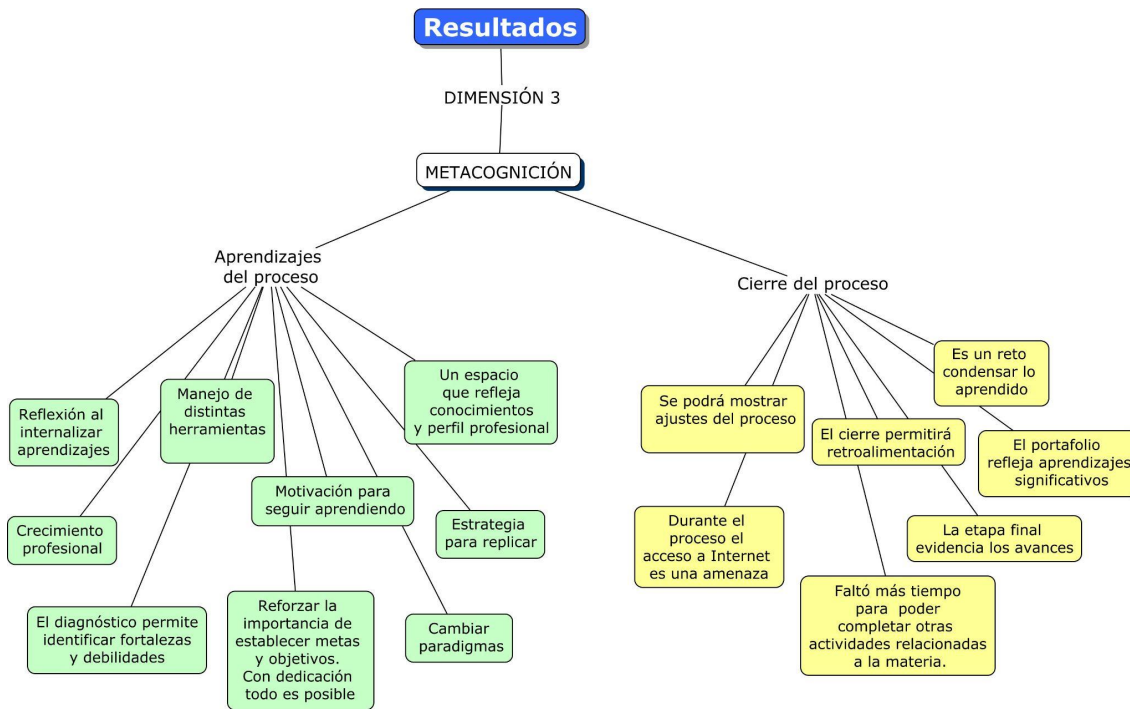 Resultados
DIMENSIÓN 3
METACOGNICIÓN
Aprendizajes
del proceso
Reflexión al
internalizar
aprendizajes
Manejo de
distintas
herramientas
Un espacio
que refleja
conocimientos
y perfil profesional
Crecimiento
profesional
Motivación para
seguir aprendiendo
Estrategia
para replicar
El diagnóstico permite
identificar fortalezas
y debilidades
Reforzar la
importancia de
establecer metas
y objetivos.
Con dedicación
todo es posible
Cambiar
paradigmas
Cierre del proceso
Se podrá mostrar
ajustes del proceso
Es un reto
condensar lo
aprendido
El cierre permitirá
retroalimentación
El portafolio
refleja aprendizajes
significativos
Durante el
proceso el
acceso a Internet
es una amenaza
La etapa final
evidencia los avances
Faltó más tiempo
para poder
completar otras
actividades relacionadas
a la materia.